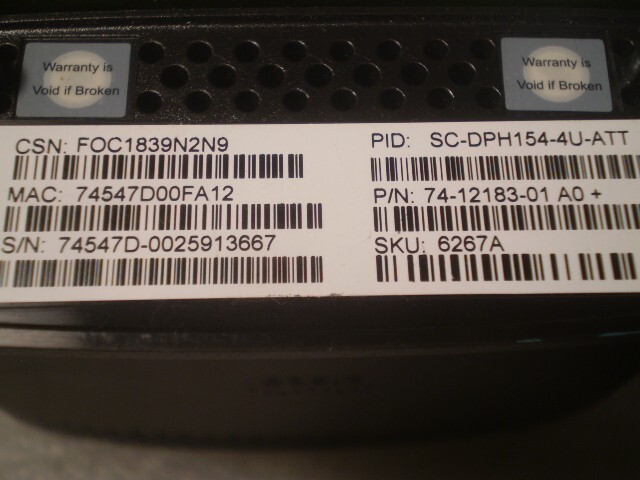 Warranty is
Void if Broken
Warranty is
Void if Broken
CSN: FOC1839N2N9
MAC: 74547D00FA12
S/N: 74547D-0025913667
PID: SC-DPH154-4U-ATT
P/N: 74-12183-01 A0 +
SKU: 6267A